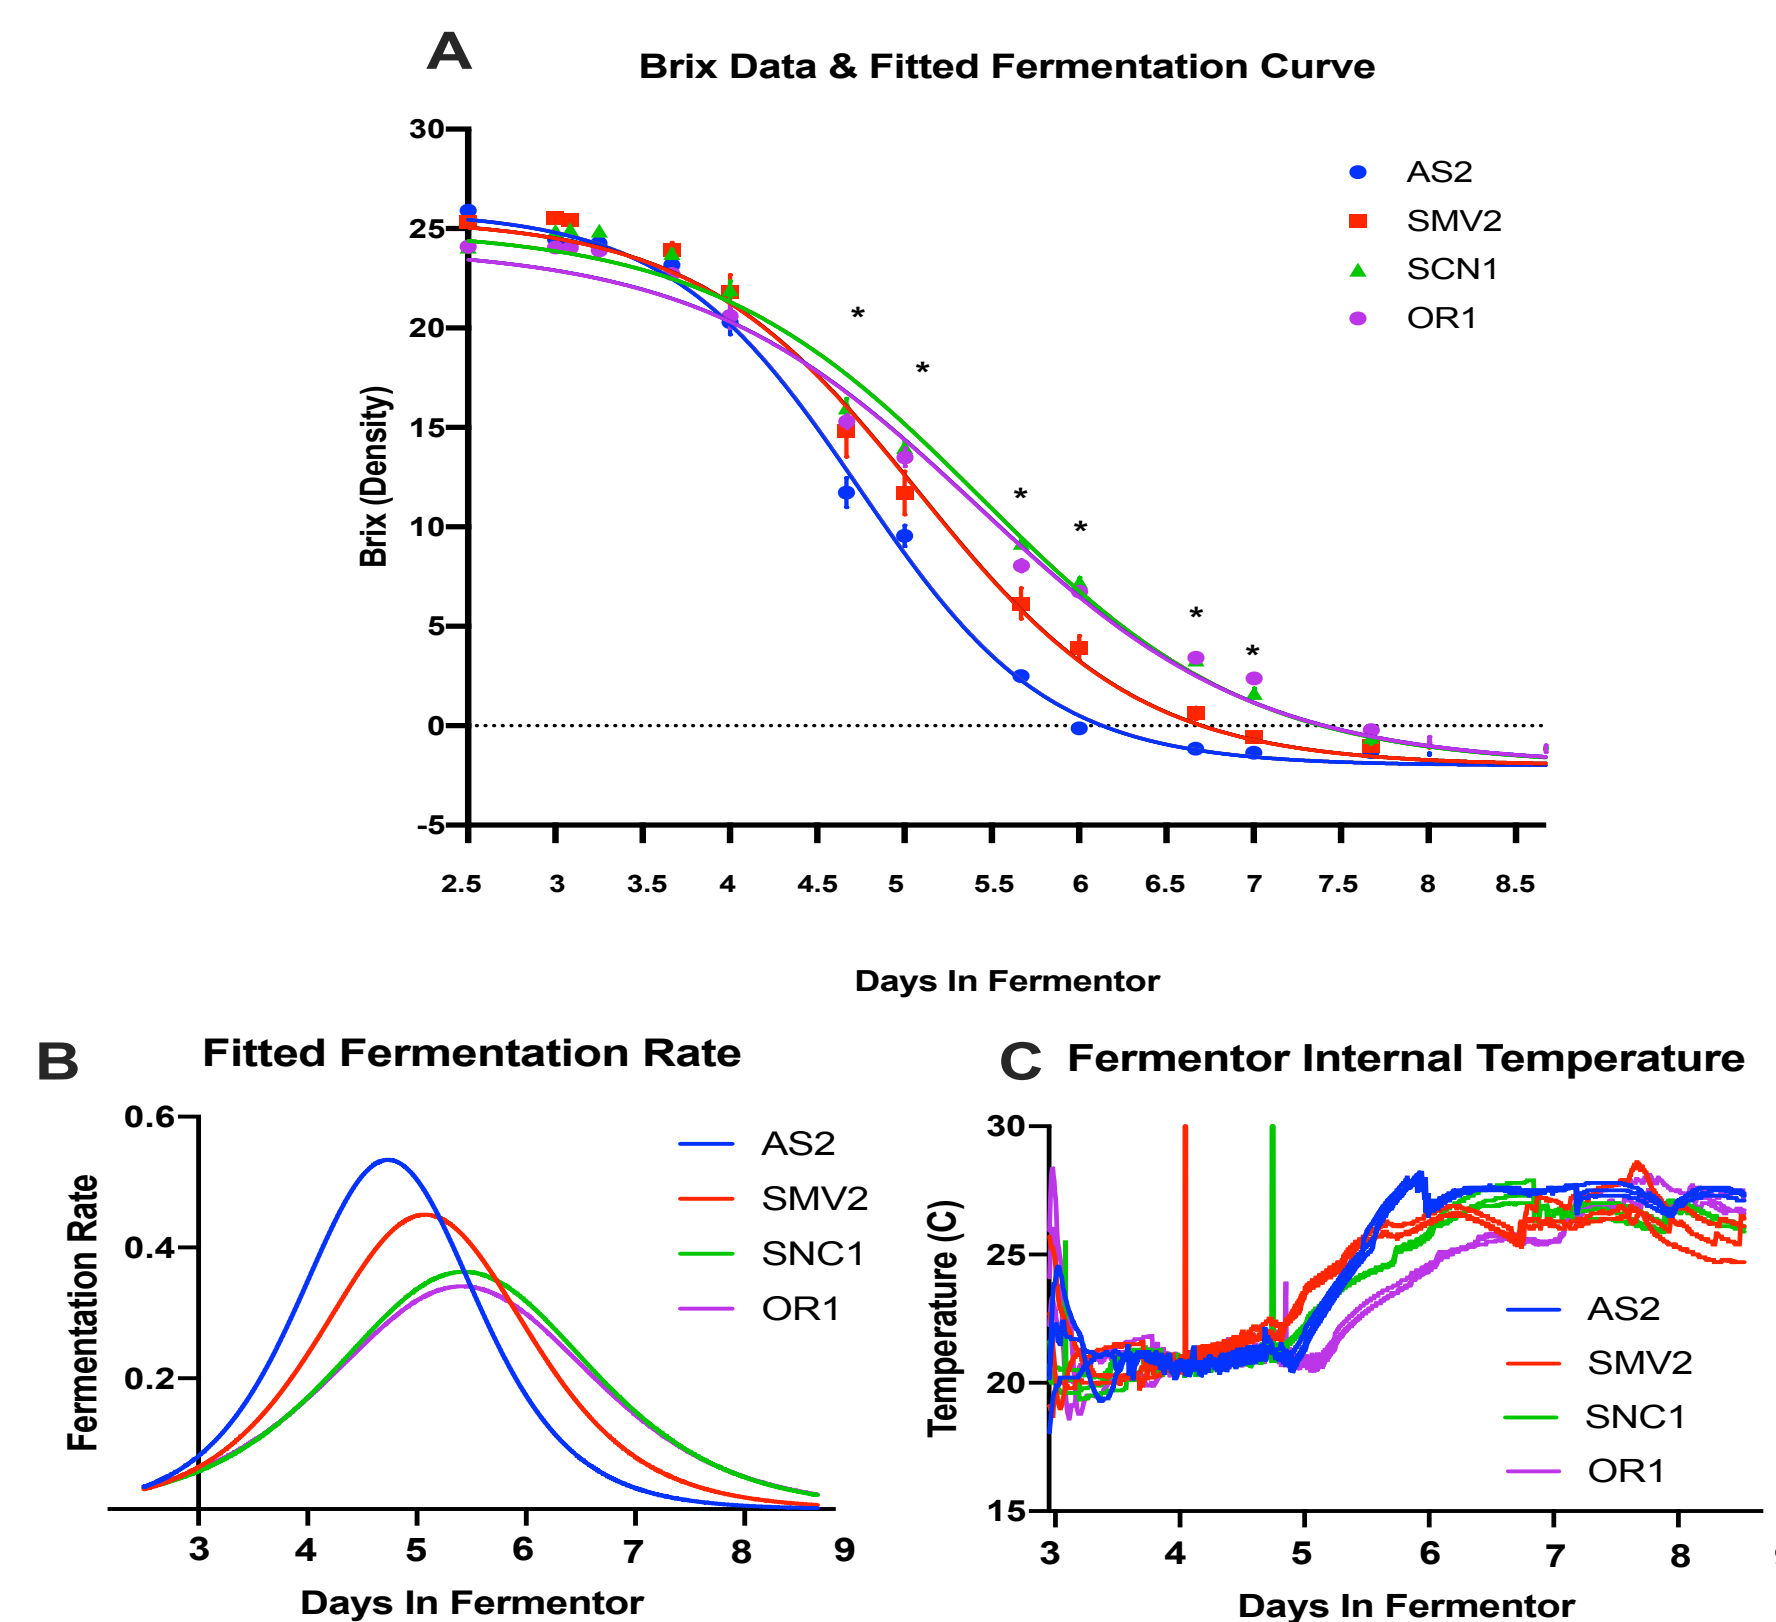 A
Brix Data & Fitted Fermentation Curve
30
25
20
15
10
5
0
-5
Brix (Density)
AS2
SMV2
SCN1
OR1
*
*
*
*
*
*
2.5 3 3.5 4 4.5 5 5.5 6 6.5 7 7.5 8 8.5
Days In Fermentor
B
Fitted Fermentation Rate
0.6
0.4
0.2
Fermentation Rate
AS2
SMV2
SNC1
OR1
3 4 5 6 7 8 9
Days In Fermentor
C
Fermentor Internal Temperature
30
25
20
15
Temperature (C)
AS2
SMV2
SNC1
OR1
3 4 5 6 7 8
Days In Fermentor